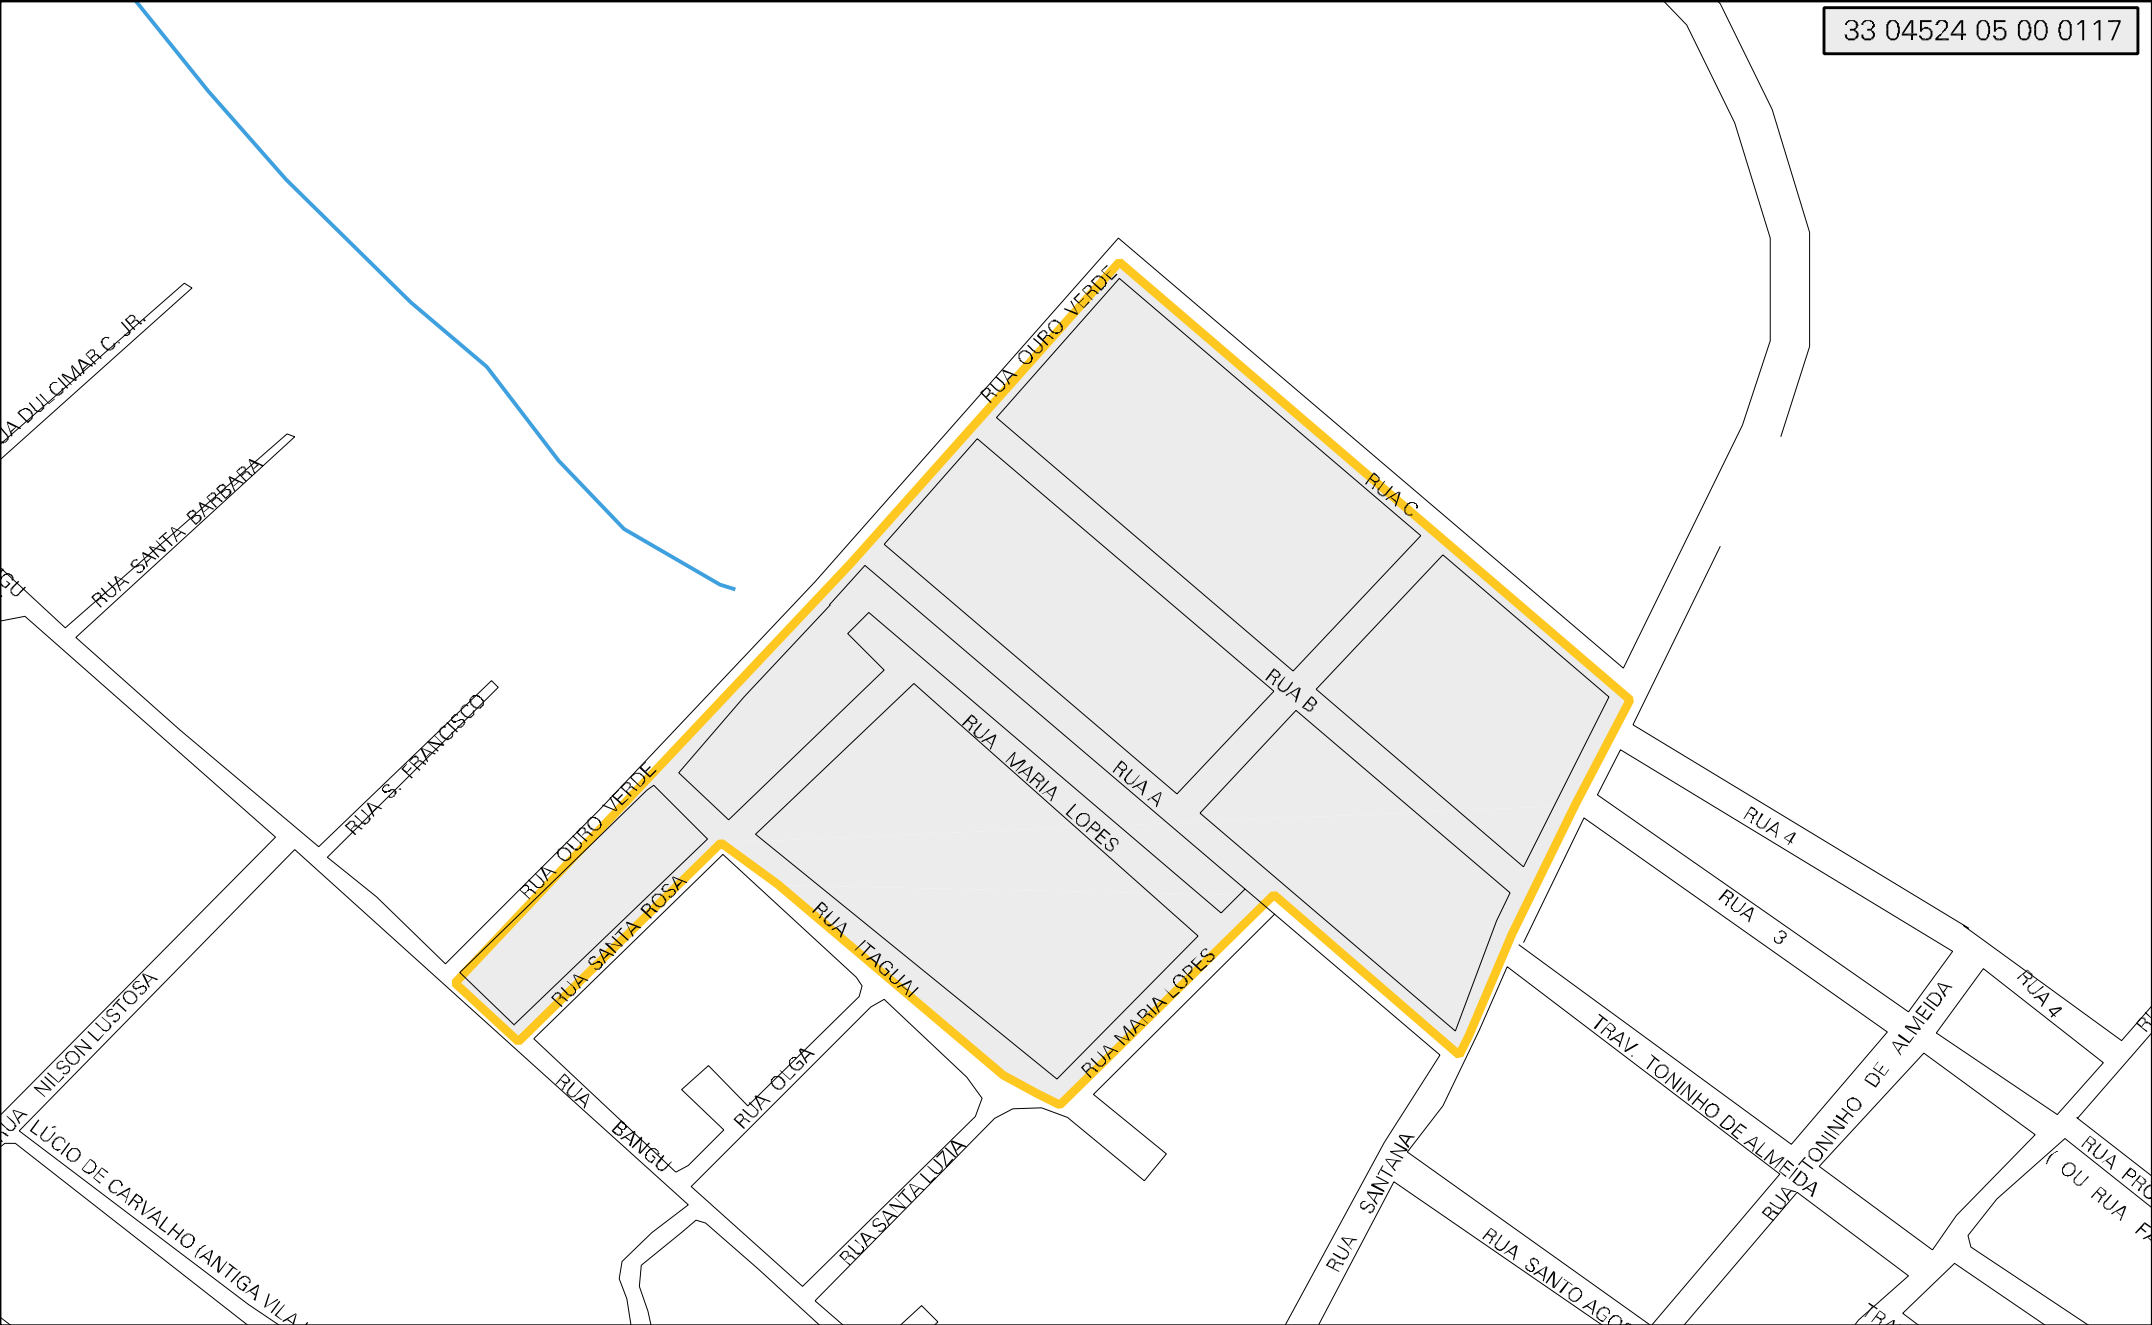 33 04524 05 00 0117
RUA OURO VERDE
DULCIMAR C. JR.
RUA C
RUA SANTA BARBARA
RUA B
RUA S. FRANCISCO
RUA MARIA LOPES
RUA A
RUA OURO VERDE
RUA 4
RUA 3
RUA SANTA ROSA
RUA ITAGUAI
RUA MARIA LOPES
RUA 4
RUA NILSON LUSTOSA
RUA BANGU
RUA OLGA
TRAV. TONINHO DE ALMEIDA
RUA TONINHO DE ALMEIDA
LÚCIO DE CARVALHO (ANTIGA VILA
RUA SANTA LUZIA
RUA SANTANA
RUA SANTO
RUA
( OU RUA